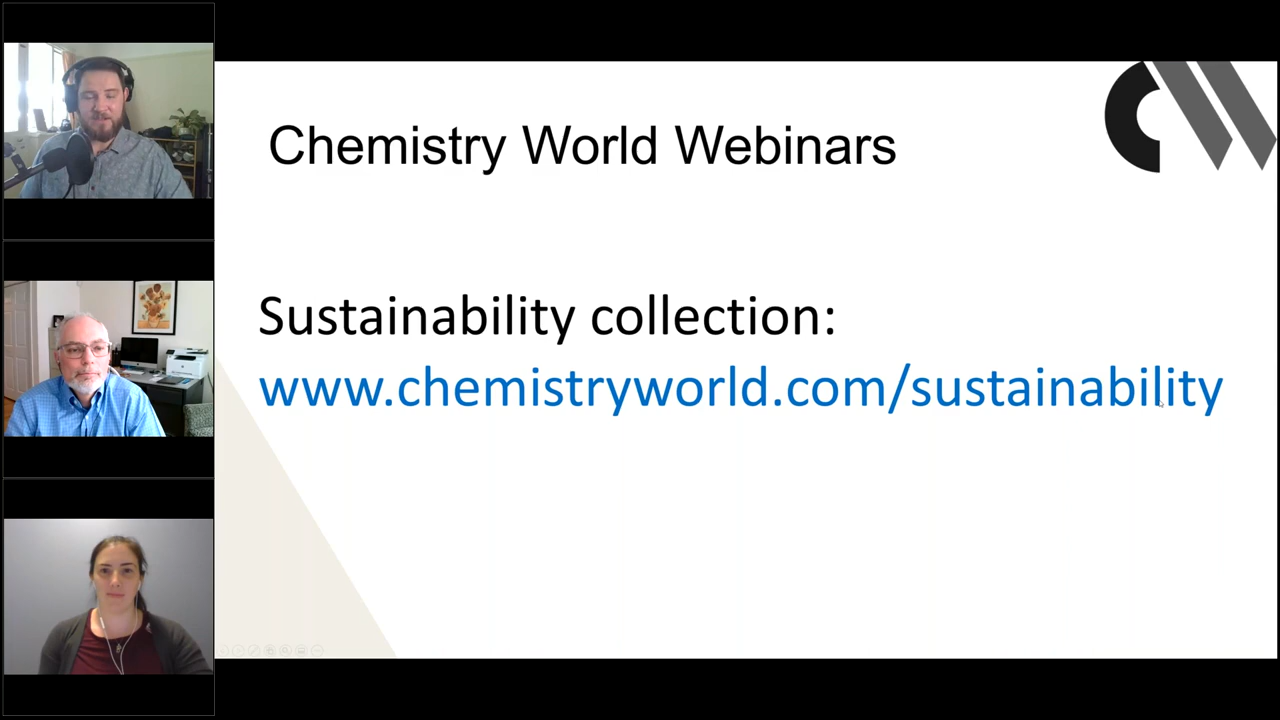 Chemistry World Webinars
Sustainability collection:
www.chemistryworld.com/sustainability